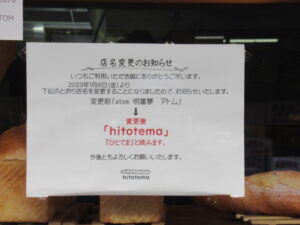 TOM
店名変更のお知らせ
いつもご利用いただき誠にありがとうございます。
2023年1月6日(金)より
下記のとおり店名を変更することになりましたので、お知らせいたします。
変更前「atom 明富夢 アトム」
変更後
「hitotema」
「ひとてま」と読みます。
今後ともよろしくお願いいたします。
hitotema